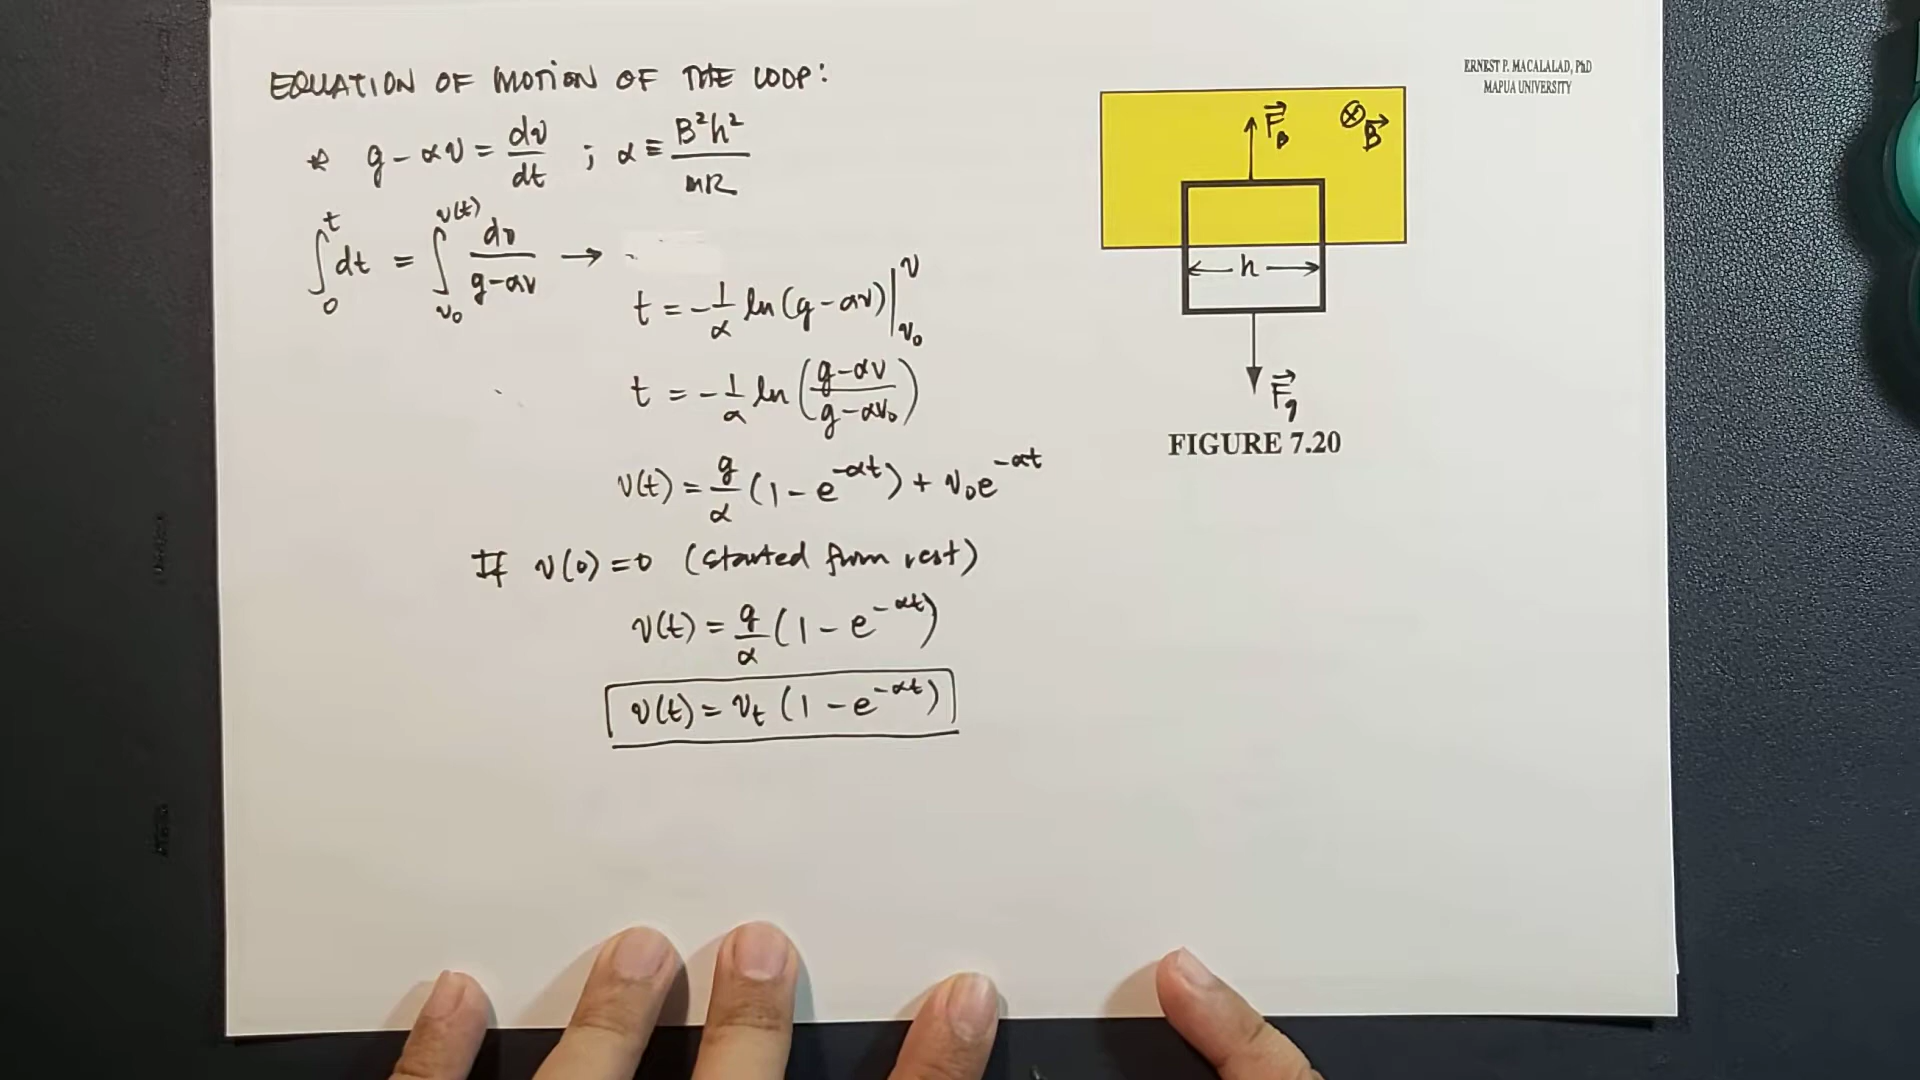 EQUATION OF MOTION OF THE LOOP:
* g - αv = dv/dt ; α ≡ B²h²/mR
∫₀ᵗ dt = ∫_{v₀}^{v(t)} dv/(g-αv) →
t = -1/α ln(g-αv)|_{v₀}^{v}
t = -1/α ln((g-αv)/(g-αv₀))
v(t) = g/α (1-e^{-αt}) + v₀e^{-αt}
If v(0)=0 (started from rest)
v(t) = g/α (1-e^{-αt})
v(t) = v_t (1-e^{-αt})
ERNEST P. MACALALAD, PhD
MAPUA UNIVERSITY
F⃗_B
⊗ B⃗
← h →
F⃗_g
FIGURE 7.20